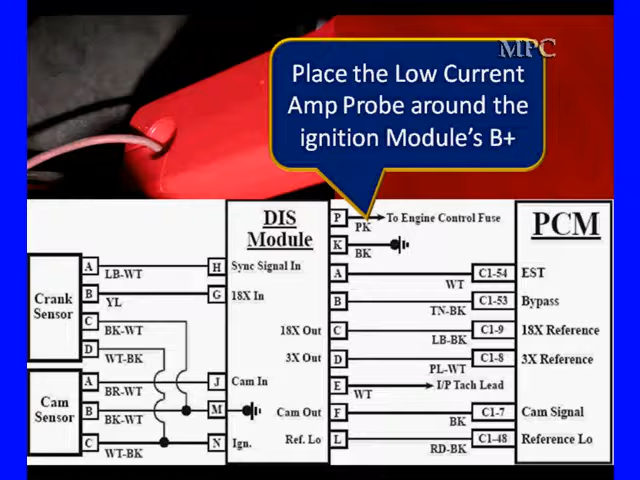 MPC
Place the Low Current
Amp Probe around the
ignition Module's B+
DIS
Module
PCM
P
PK
To Engine Control Fuse
K
BK
Crank
Sensor
A
LB-WT
H
Sync Signal In
B
YL
G
18X In
C
BK-WT
D
WT-BK
A
WT
C1-54
EST
B
TN-BK
C1-53
Bypass
18X Out
C
LB-BK
C1-9
18X Reference
3X Out
D
PL-WT
C1-8
3X Reference
E
WT
I/P Tach Lead
Cam
Sensor
A
BR-WT
J
Cam In
B
BK-WT
M
Cam Out
F
BK
C1-7
Cam Signal
C
WT-BK
N
Ign.
Ref. Lo
L
RD-BK
C1-48
Reference Lo